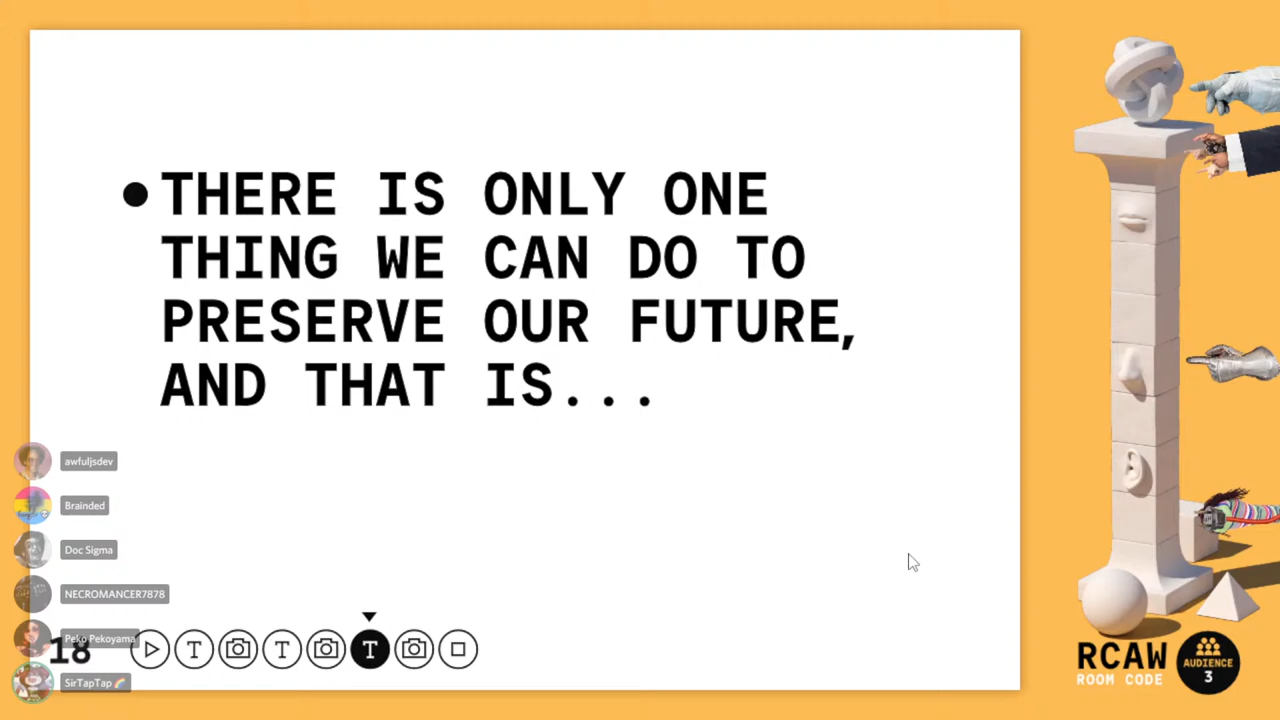 THERE IS ONLY ONE
THING WE CAN DO TO
PRESERVE OUR FUTURE,
AND THAT IS...
awfuljsdev
Brainded
Doc Sigma
NECROMANCER7878
Peko Pekoyama
SirTapTap
18
T
T
T
RCAW
ROOM CODE
AUDIENCE
3